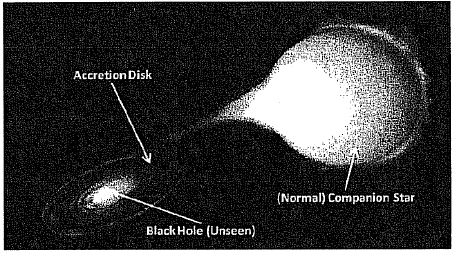 Accretion Disk
(Normal) Companion Star
Black Hole (Unseen)